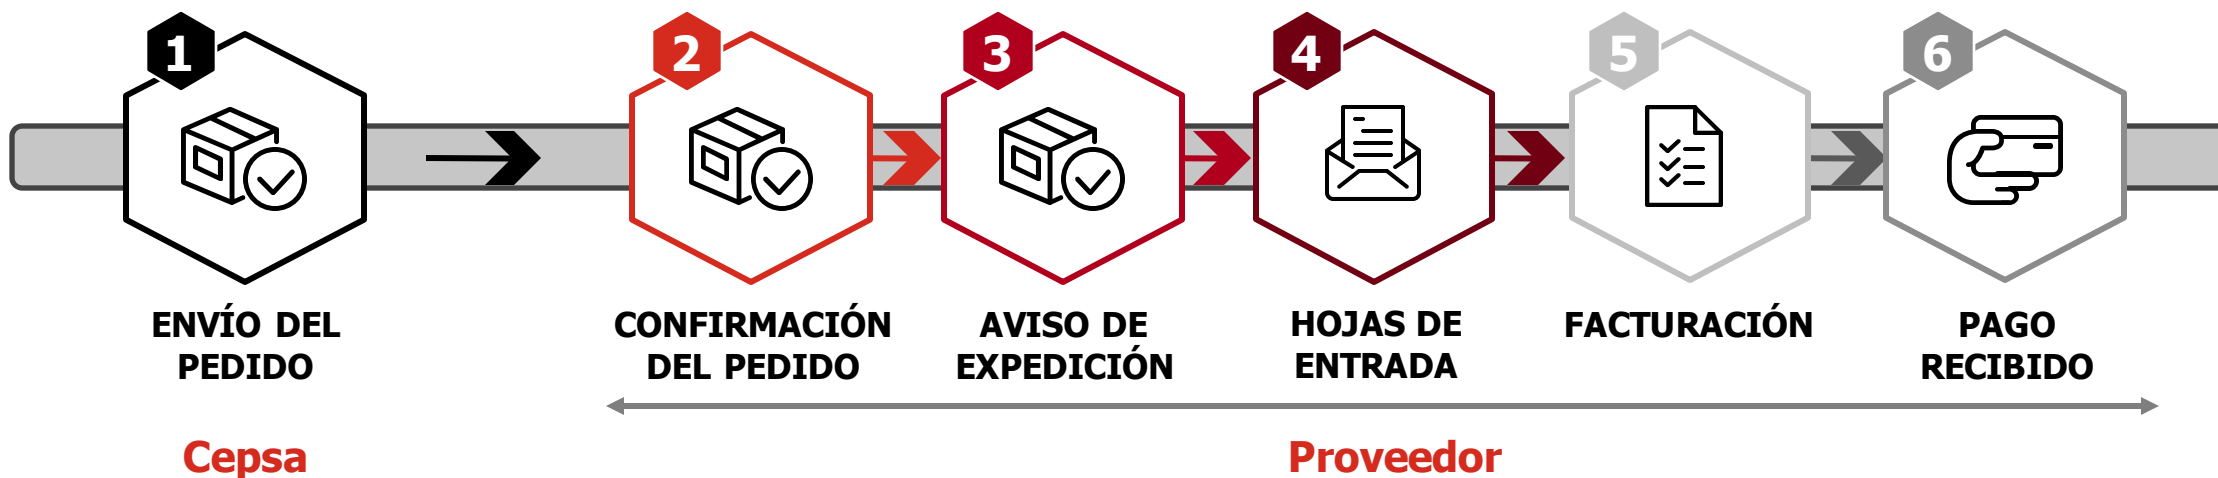 1
ENVÍO DEL
PEDIDO
2
CONFIRMACIÓN
DEL PEDIDO
3
AVISO DE
EXPEDICIÓN
4
HOJAS DE
ENTRADA
5
FACTURACIÓN
6
PAGO
RECIBIDO
Cepsa
Proveedor